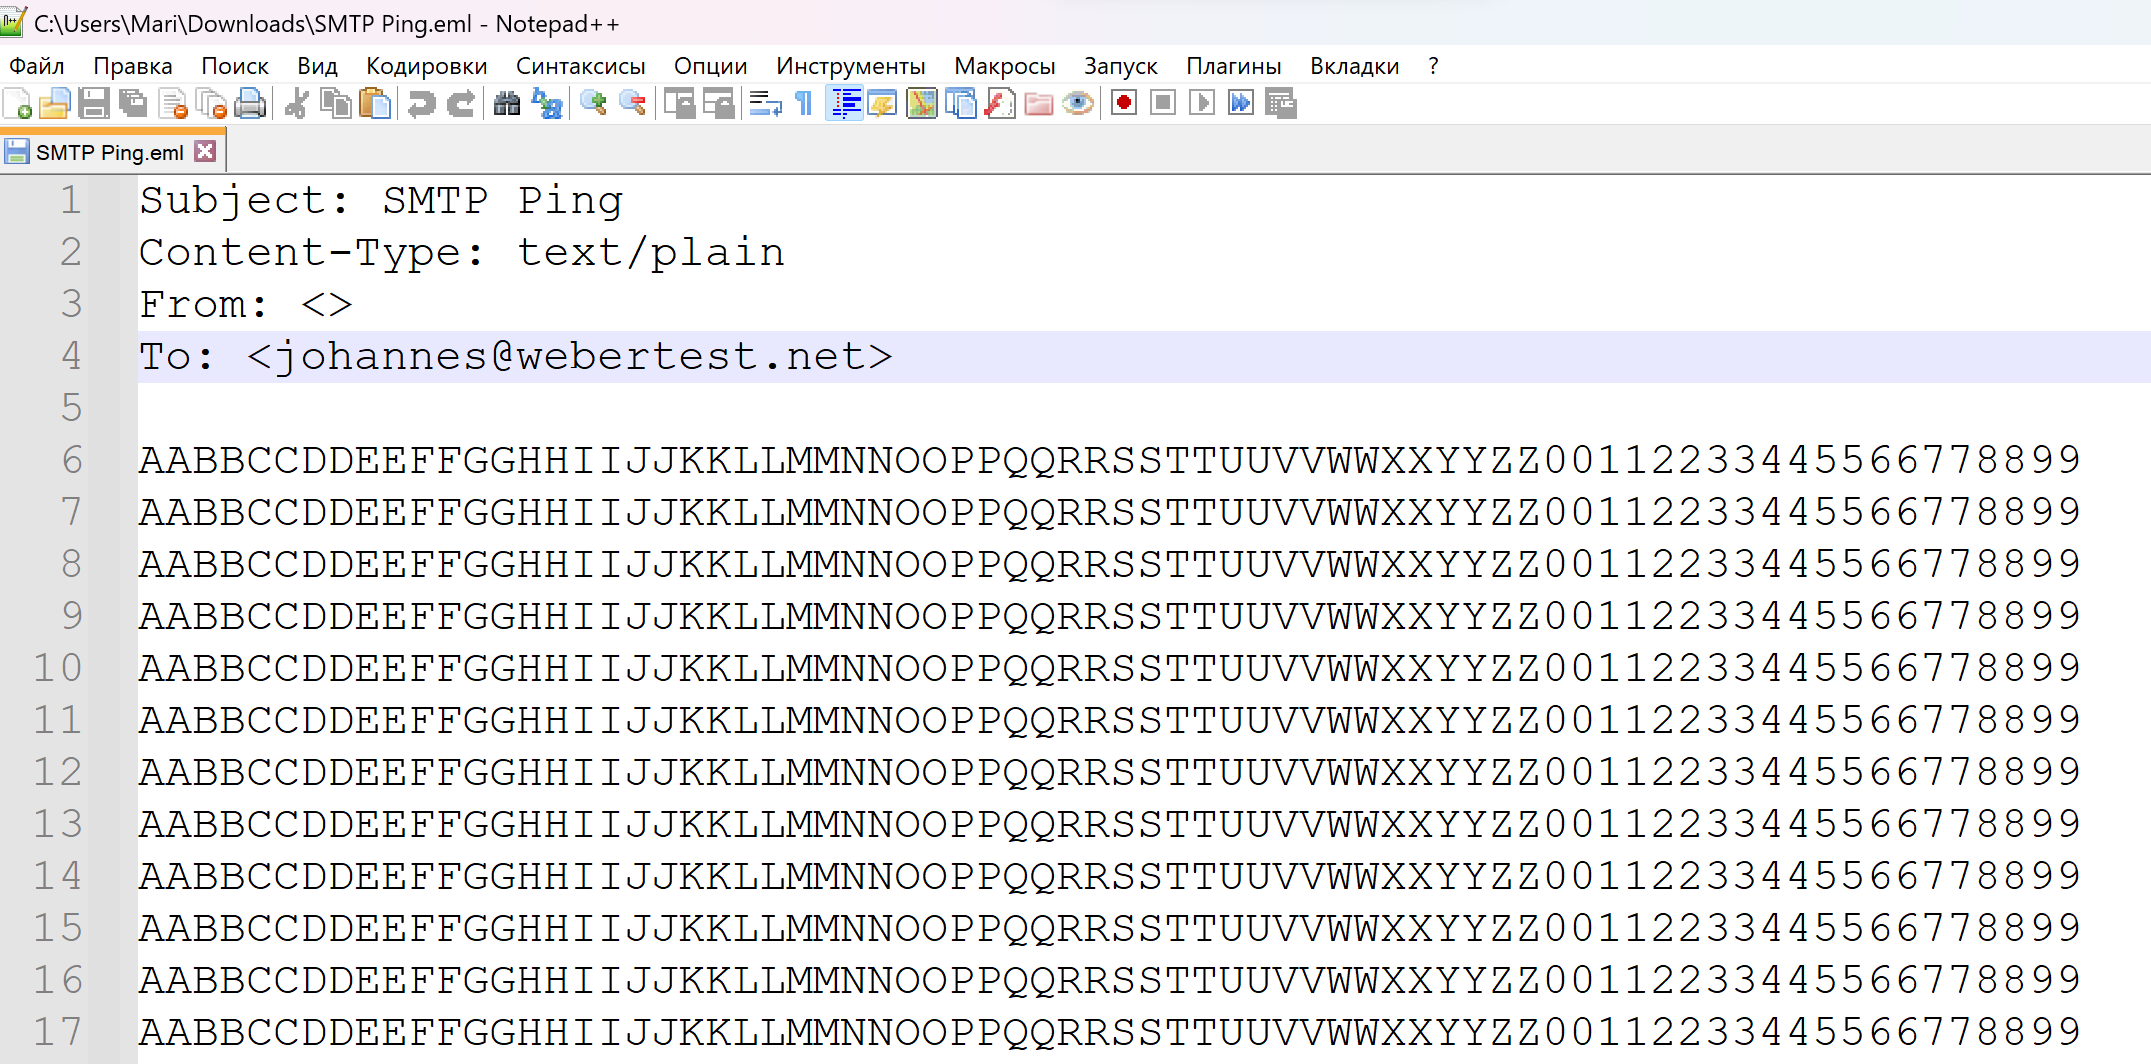 C:\Users\Mari\Downloads\SMTP Ping.eml - Notepad++
Файл Правка Поиск Вид Кодировки Синтаксисы Опции Инструменты Макросы Запуск Плагины Вкладки ?
SMTP Ping.eml
1 Subject: SMTP Ping
2 Content-Type: text/plain
3 From: <>
4 To: <johannes@webertest.net>
5
6 AABBCCDDEEFFGGHHIIJJKKLLMMNNOOPPQQRRSSTTUUVVWWXXYYZZ00112233445566778899
7 AABBCCDDEEFFGGHHIIJJKKLLMMNNOOPPQQRRSSTTUUVVWWXXYYZZ00112233445566778899
8 AABBCCDDEEFFGGHHIIJJKKLLMMNNOOPPQQRRSSTTUUVVWWXXYYZZ00112233445566778899
9 AABBCCDDEEFFGGHHIIJJKKLLMMNNOOPPQQRRSSTTUUVVWWXXYYZZ00112233445566778899
10 AABBCCDDEEFFGGHHIIJJKKLLMMNNOOPPQQRRSSTTUUVVWWXXYYZZ00112233445566778899
11 AABBCCDDEEFFGGHHIIJJKKLLMMNNOOPPQQRRSSTTUUVVWWXXYYZZ00112233445566778899
12 AABBCCDDEEFFGGHHIIJJKKLLMMNNOOPPQQRRSSTTUUVVWWXXYYZZ00112233445566778899
13 AABBCCDDEEFFGGHHIIJJKKLLMMNNOOPPQQRRSSTTUUVVWWXXYYZZ00112233445566778899
14 AABBCCDDEEFFGGHHIIJJKKLLMMNNOOPPQQRRSSTTUUVVWWXXYYZZ00112233445566778899
15 AABBCCDDEEFFGGHHIIJJKKLLMMNNOOPPQQRRSSTTUUVVWWXXYYZZ00112233445566778899
16 AABBCCDDEEFFGGHHIIJJKKLLMMNNOOPPQQRRSSTTUUVVWWXXYYZZ00112233445566778899
17 AABBCCDDEEFFGGHHIIJJKKLLMMNNOOPPQQRRSSTTUUVVWWXXYYZZ00112233445566778899